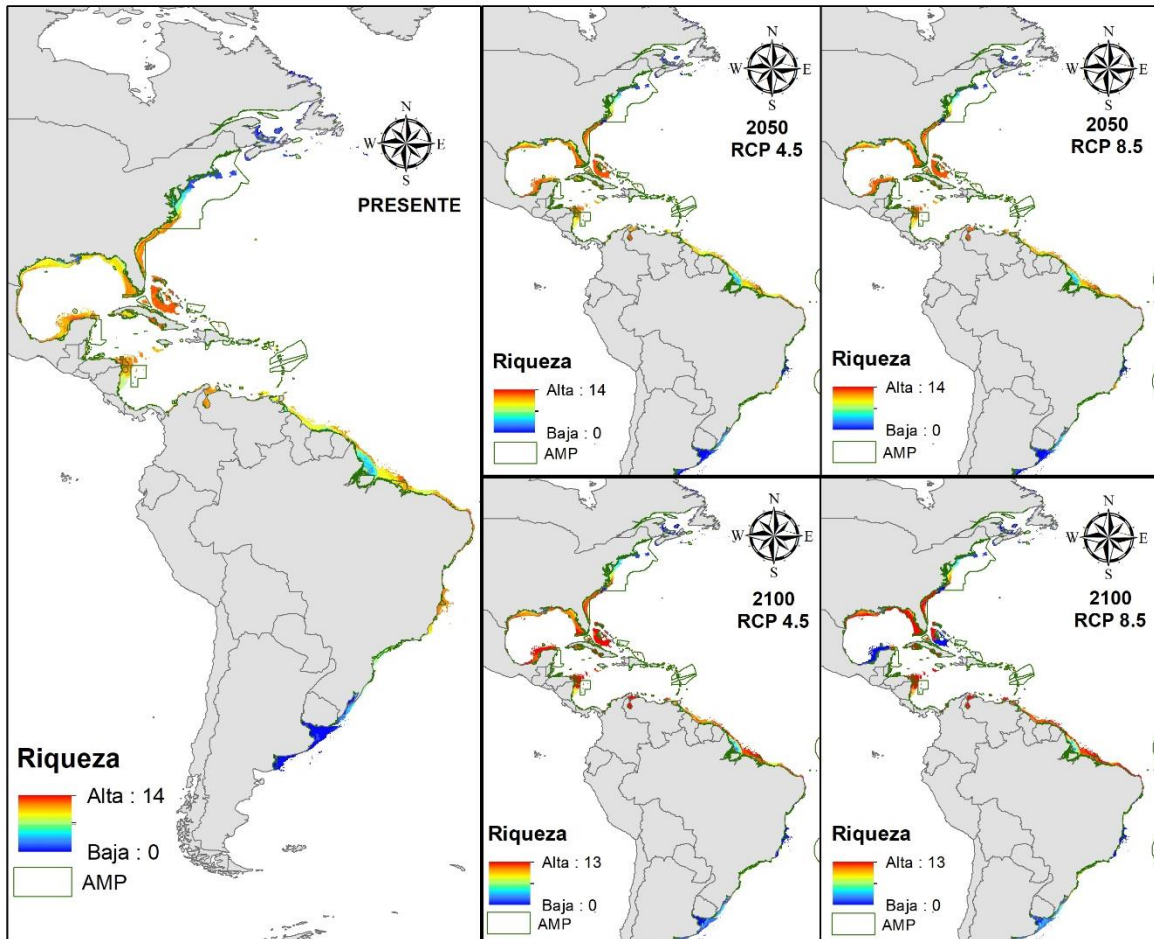 N
W E
S
PRESENTE
Riqueza
Alta : 14
Baja : 0
AMP
N
W E
S
2050
RCP 4.5
Riqueza
Alta : 14
Baja : 0
AMP
N
W E
S
2050
RCP 8.5
Riqueza
Alta : 14
Baja : 0
AMP
N
W E
S
2100
RCP 4.5
Riqueza
Alta : 13
Baja : 0
AMP
N
W E
S
2100
RCP 8.5
Riqueza
Alta : 13
Baja : 0
AMP